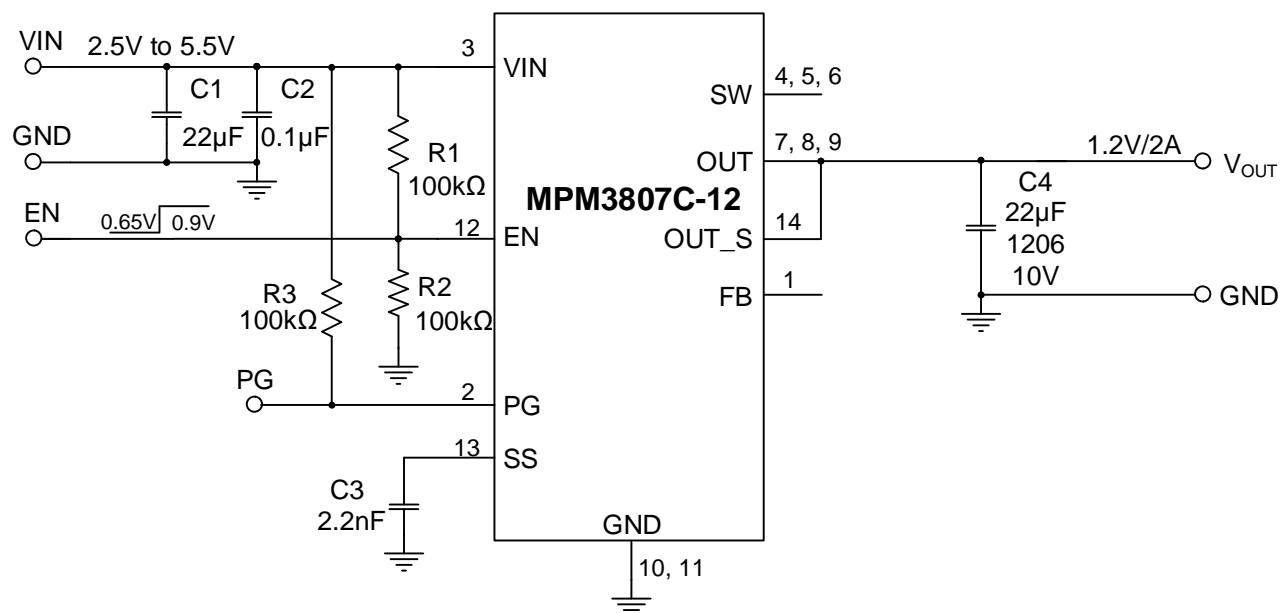 VIN 2.5V to 5.5V
3
VIN
C1
22µF
C2
0.1µF
GND
R1
100kΩ
EN
0.65V 0.9V
12
EN
R3
100kΩ
R2
100kΩ
PG
2
PG
13
SS
C3
2.2nF
MPM3807C-12
GND
10, 11
SW
4, 5, 6
OUT
7, 8, 9
OUT_S
14
FB
1
1.2V/2A
VOUT
C4
22µF
1206
10V
GND